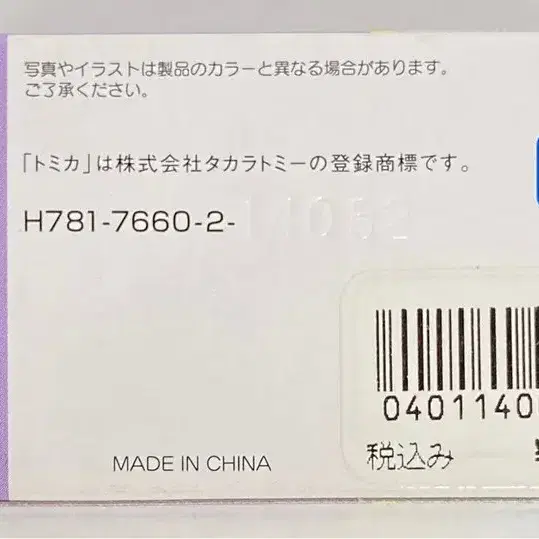 写真やイラストは製品のカラーと異なる場合があります。
ご了承ください。
「トミカ」は株式会社タカラトミーの登録商標です。
H781-7660-2-
0401140
税込み
MADE IN CHINA